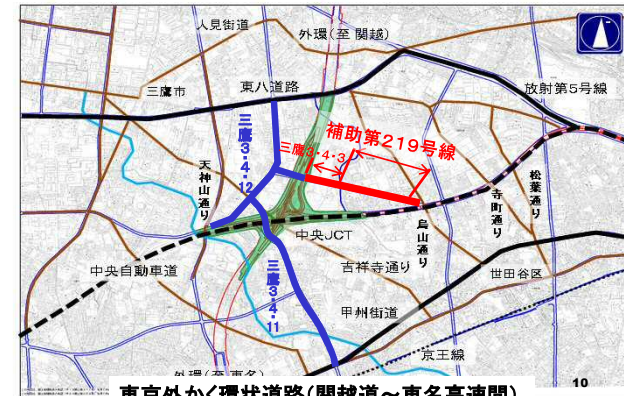 人見街道
外環(至 関越)
三鷹市
東八道路
放射第5号線
補助第219号線
三鷹3・4・3
三鷹3・4・12
天神山通り
松葉通り
寺町通り
烏山通り
中央JCT
中央自動車道
吉祥寺通り
世田谷区
三鷹3・4・11
甲州街道
京王線
外環(至 東名)
東京外かく環状道路(関越道～東名高速間)
10